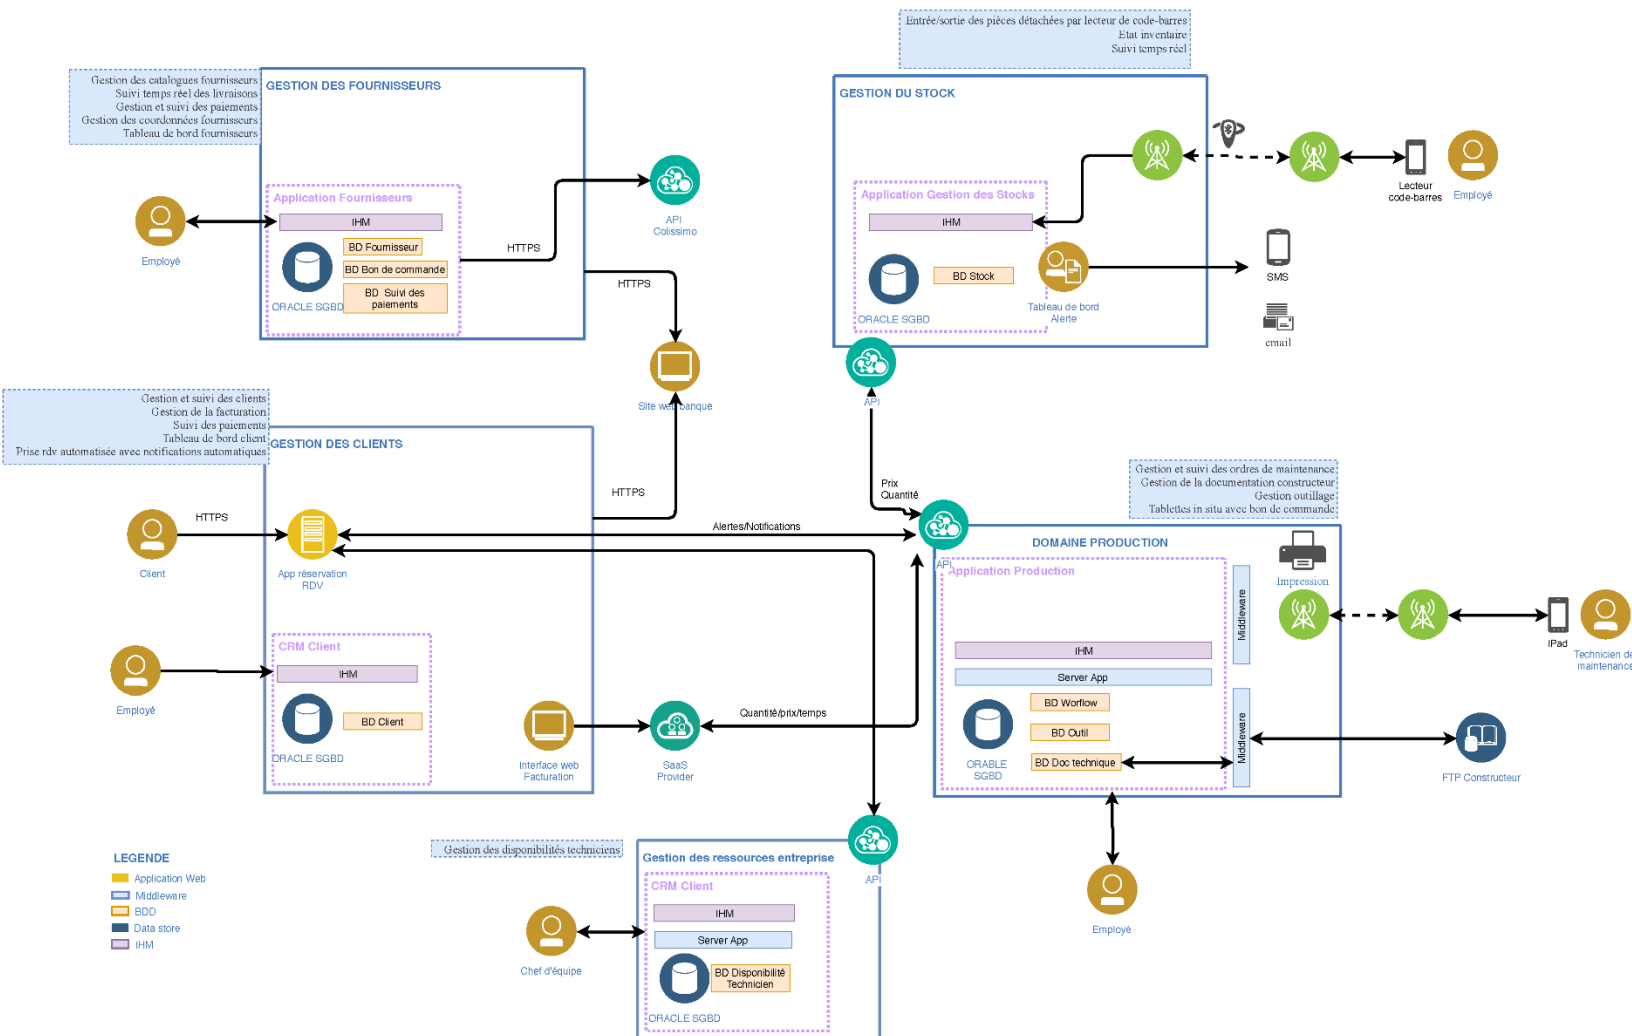 Entrée/sortie des pièces détachées par lecteur de code-barres
Etat inventaire
Suivi temps réel
Gestion des catalogues fournisseurs
Suivi temps réel des livraisons
Gestion et suivi des paiements
Gestion des coordonnées fournisseurs
Tableau de bord fournisseurs
GESTION DES FOURNISSEURS
Application Fournisseurs
IHM
BD Fournisseur
BD Bon de commande
BD Suivi des
paiements
ORACLE SGBD
Employé
HTTPS
API
Colissimo
HTTPS
Site web banque
GESTION DU STOCK
Application Gestion des Stocks
IHM
BD Stock
ORACLE SGBD
Tableau de bord
Alerte
Lecteur
code-barres
Employé
SMS
email
API
Prix
Quantité
Gestion et suivi des clients
Gestion de la facturation
Suivi des paiements
Tableau de bord client
Prise rdv automatisée avec notifications automatiques
GESTION DES CLIENTS
HTTPS
HTTPS
Client
App réservation
RDV
Alertes/Notifications
CRM Client
IHM
BD Client
ORACLE SGBD
Employé
Interface web
Facturation
SaaS
Provider
Quantité/prix/temps
Gestion et suivi des ordres de maintenance
Gestion de la documentation constructeur
Gestion outillage
Tablettes in situ avec bon de commande
DOMAINE PRODUCTION
API
Application Production
Impression
Middleware
IHM
Server App
BD Worflow
BD Outil
BD Doc technique
ORABLE
SGBD
Middleware
iPad
Technicien de
maintenance
FTP Constructeur
Employé
Gestion des disponibilités techniciens
Gestion des ressources entreprise
API
CRM Client
IHM
Server App
BD Disponibilité
Technicien
ORACLE SGBD
Chef d'équipe
LEGENDE
Application Web
Middleware
BDD
Data store
IHM